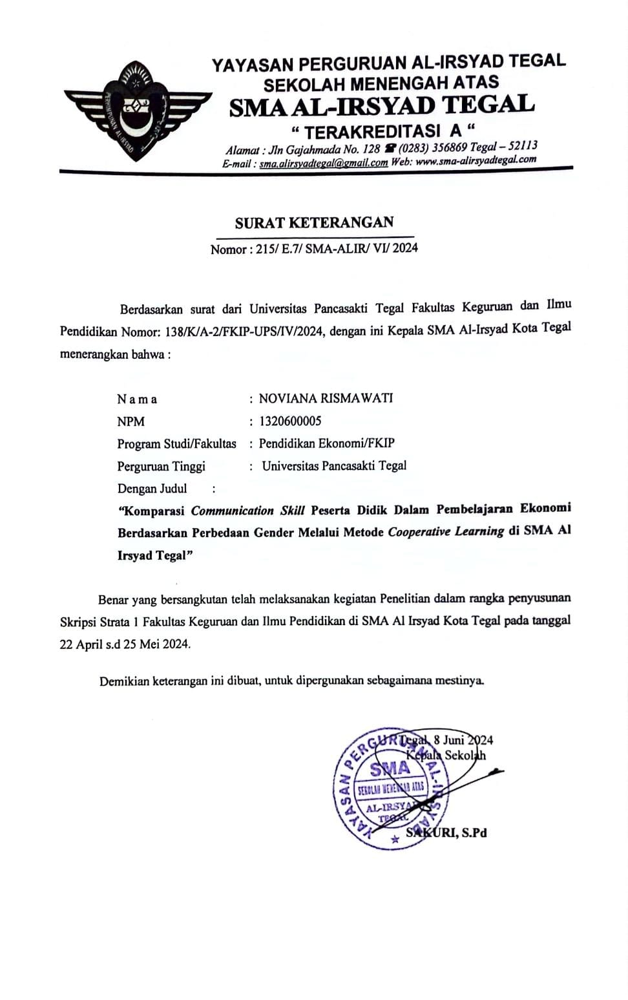 YAYASAN PERGURUAN AL-IRSYAD TEGAL
SEKOLAH MENENGAH ATAS
SMA AL-IRSYAD TEGAL
“ TERAKREDITASI A “
Alamat : Jln Gajahmada No. 128 ☎ (0283) 356869 Tegal – 52113
E-mail : sma.alirsyadtegal@gmail.com Web: www.sma-alirsyadtegal.com
PERHIMPUNAN AL-IRSYAD
SURAT KETERANGAN
Nomor : 215/ E.7/ SMA-ALIR/ VI/ 2024
Berdasarkan surat dari Universitas Pancasakti Tegal Fakultas Keguruan dan Ilmu
Pendidikan Nomor: 138/K/A-2/FKIP-UPS/IV/2024, dengan ini Kepala SMA Al-Irsyad Kota Tegal
menerangkan bahwa :
N a m a : NOVIANA RISMAWATI
NPM : 1320600005
Program Studi/Fakultas : Pendidikan Ekonomi/FKIP
Perguruan Tinggi : Universitas Pancasakti Tegal
Dengan Judul :
“Komparasi Communication Skill Peserta Didik Dalam Pembelajaran Ekonomi
Berdasarkan Perbedaan Gender Melalui Metode Cooperative Learning di SMA Al
Irsyad Tegal”
Benar yang bersangkutan telah melaksanakan kegiatan Penelitian dalam rangka penyusunan
Skripsi Strata 1 Fakultas Keguruan dan Ilmu Pendidikan di SMA Al Irsyad Kota Tegal pada tanggal
22 April s.d 25 Mei 2024.
Demikian keterangan ini dibuat, untuk dipergunakan sebagaimana mestinya.
Tegal, 8 Juni 2024
Kepala Sekolah
YAYASAN PERGURUAN AL-IRSYAD
SMA
SEKOLAH MENENGAH ATAS
AL-IRSYAD
TEGAL
SAKURI, S.Pd